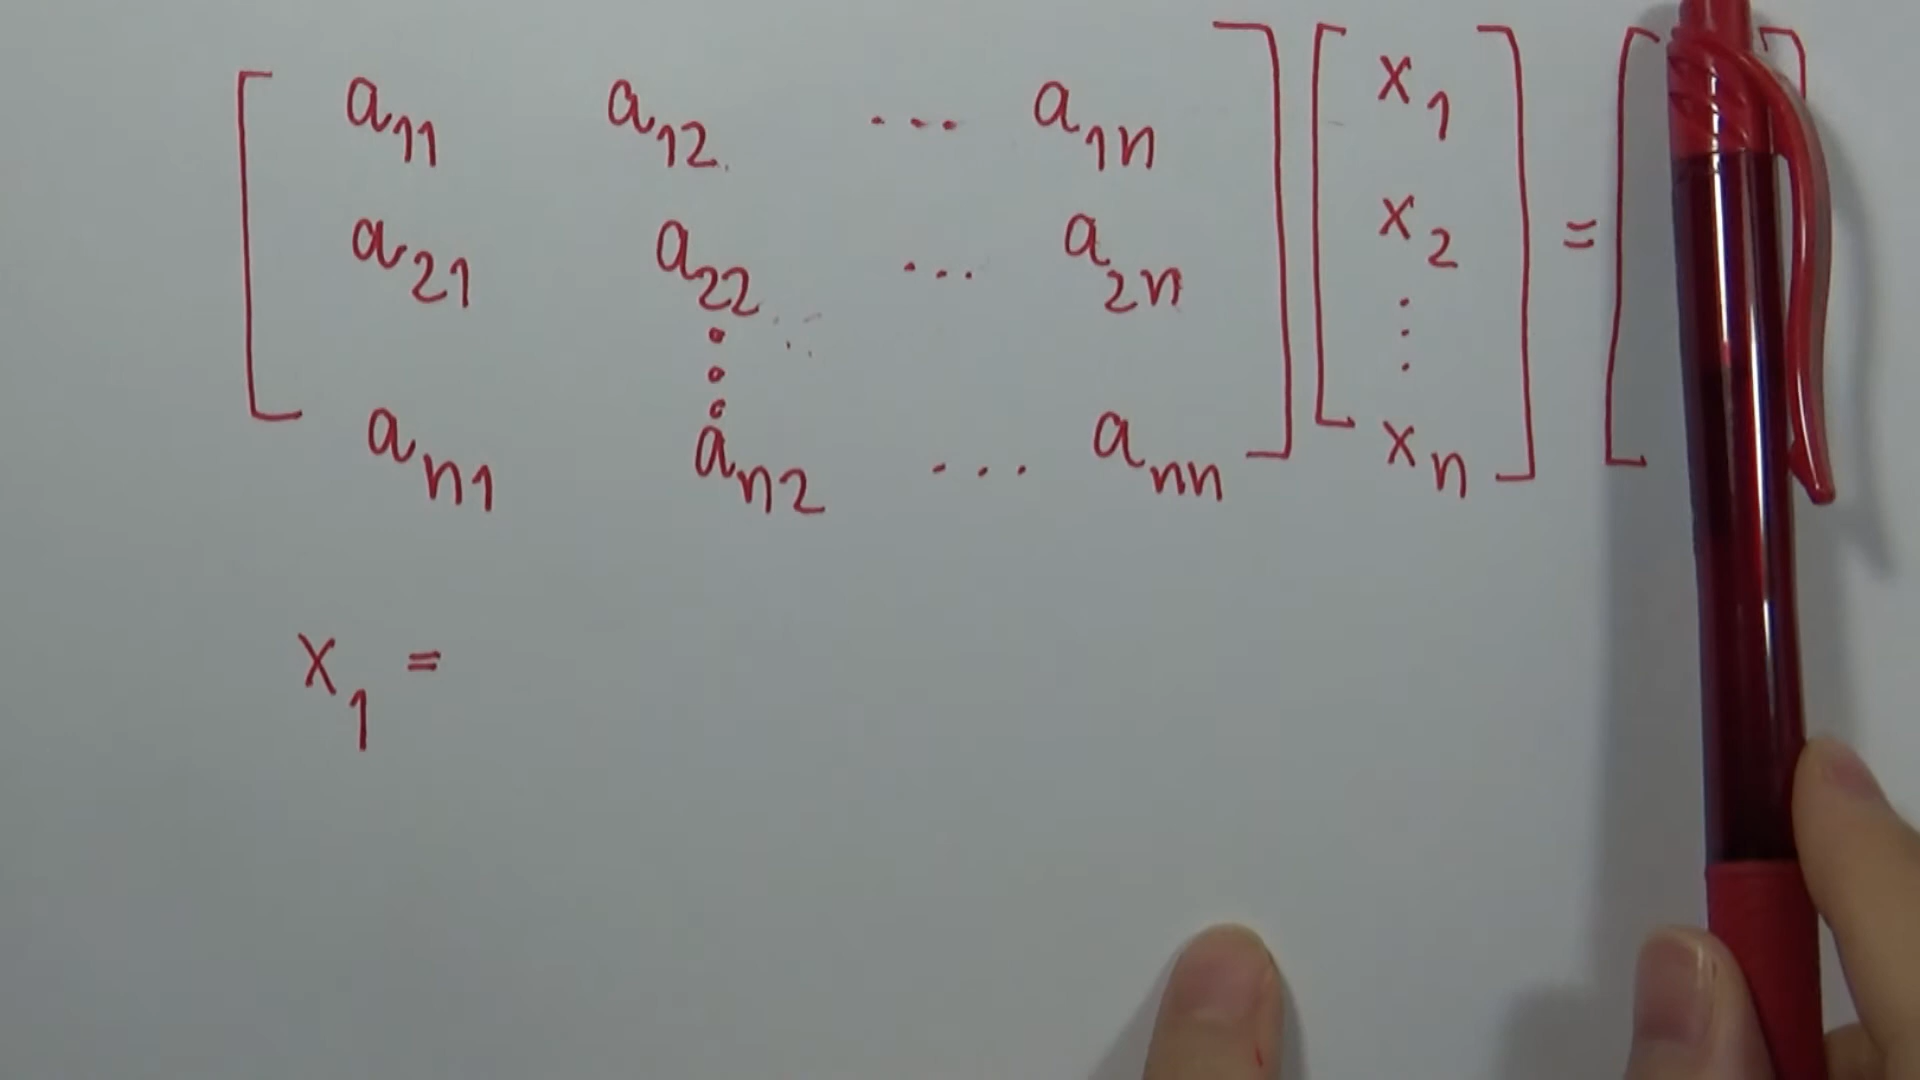 [ a₁₁ a₁₂ ... a₁ₙ ] [ x₁ ] = [ ]
a₂₁ a₂₂ ... a₂ₙ x₂
⋮ ⋮
aₙ₁ aₙ₂ ... aₙₙ xₙ
x₁ =